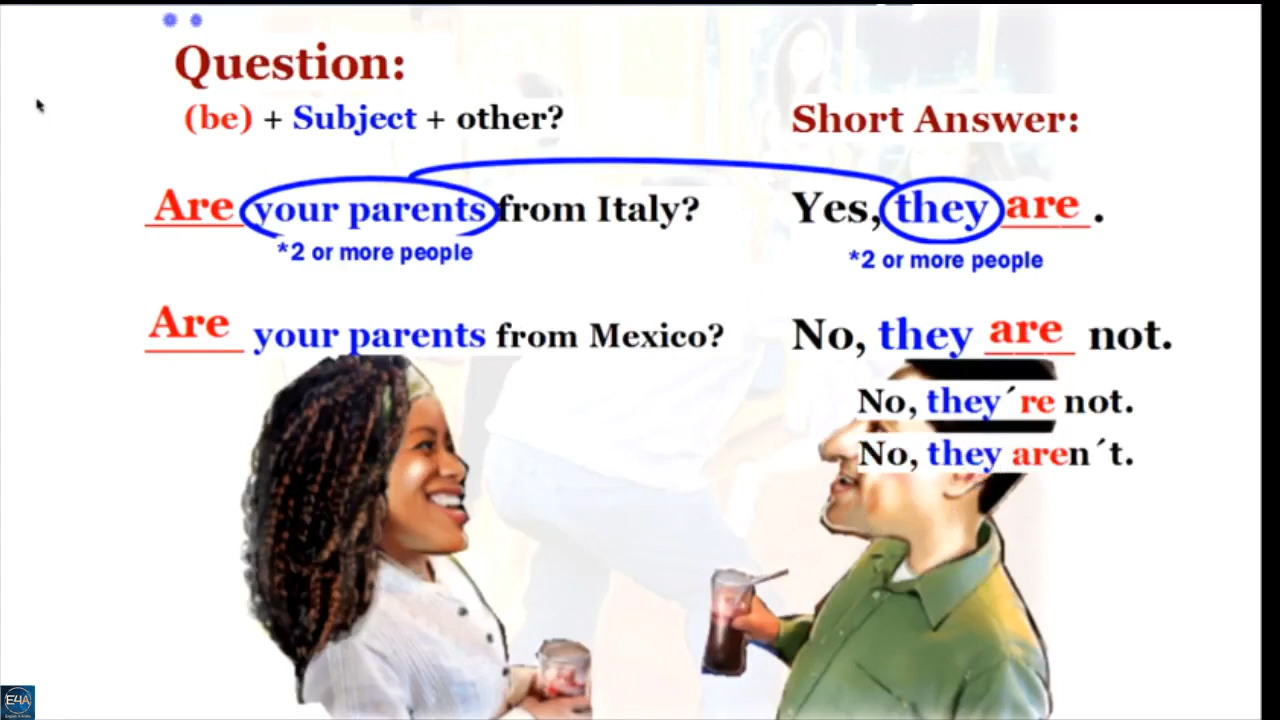 Question:
(be) + Subject + other?
Short Answer:
Are your parents from Italy?
Yes, they are.
*2 or more people
*2 or more people
Are your parents from Mexico?
No, they are not.
No, they´re not.
No, they aren´t.
E4A